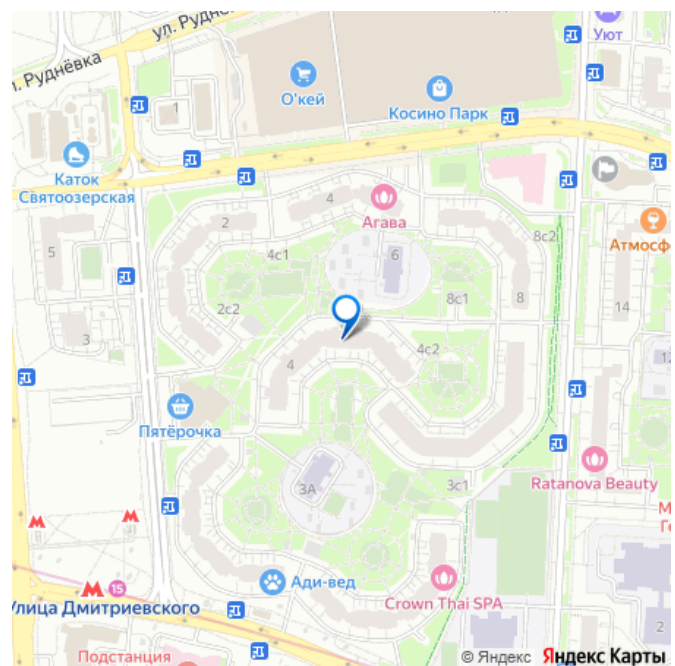 ул. Руднёвка
л. Руднёвка
Уют
О'кей
1
Косино Парк
Каток
Святоозерская
4
Агава
2
5
4с1
6
8с2
Атмосф
2с2
8с1
8
14
3
4
4с2
12
Пятёрочка
3А
3с1
Ratanova Beauty
М
Ге
15
Ади-вед
Улица Дмитриевского
Crown Thai SPA
2
Подстанция
© Яндекс Яндекс Карты